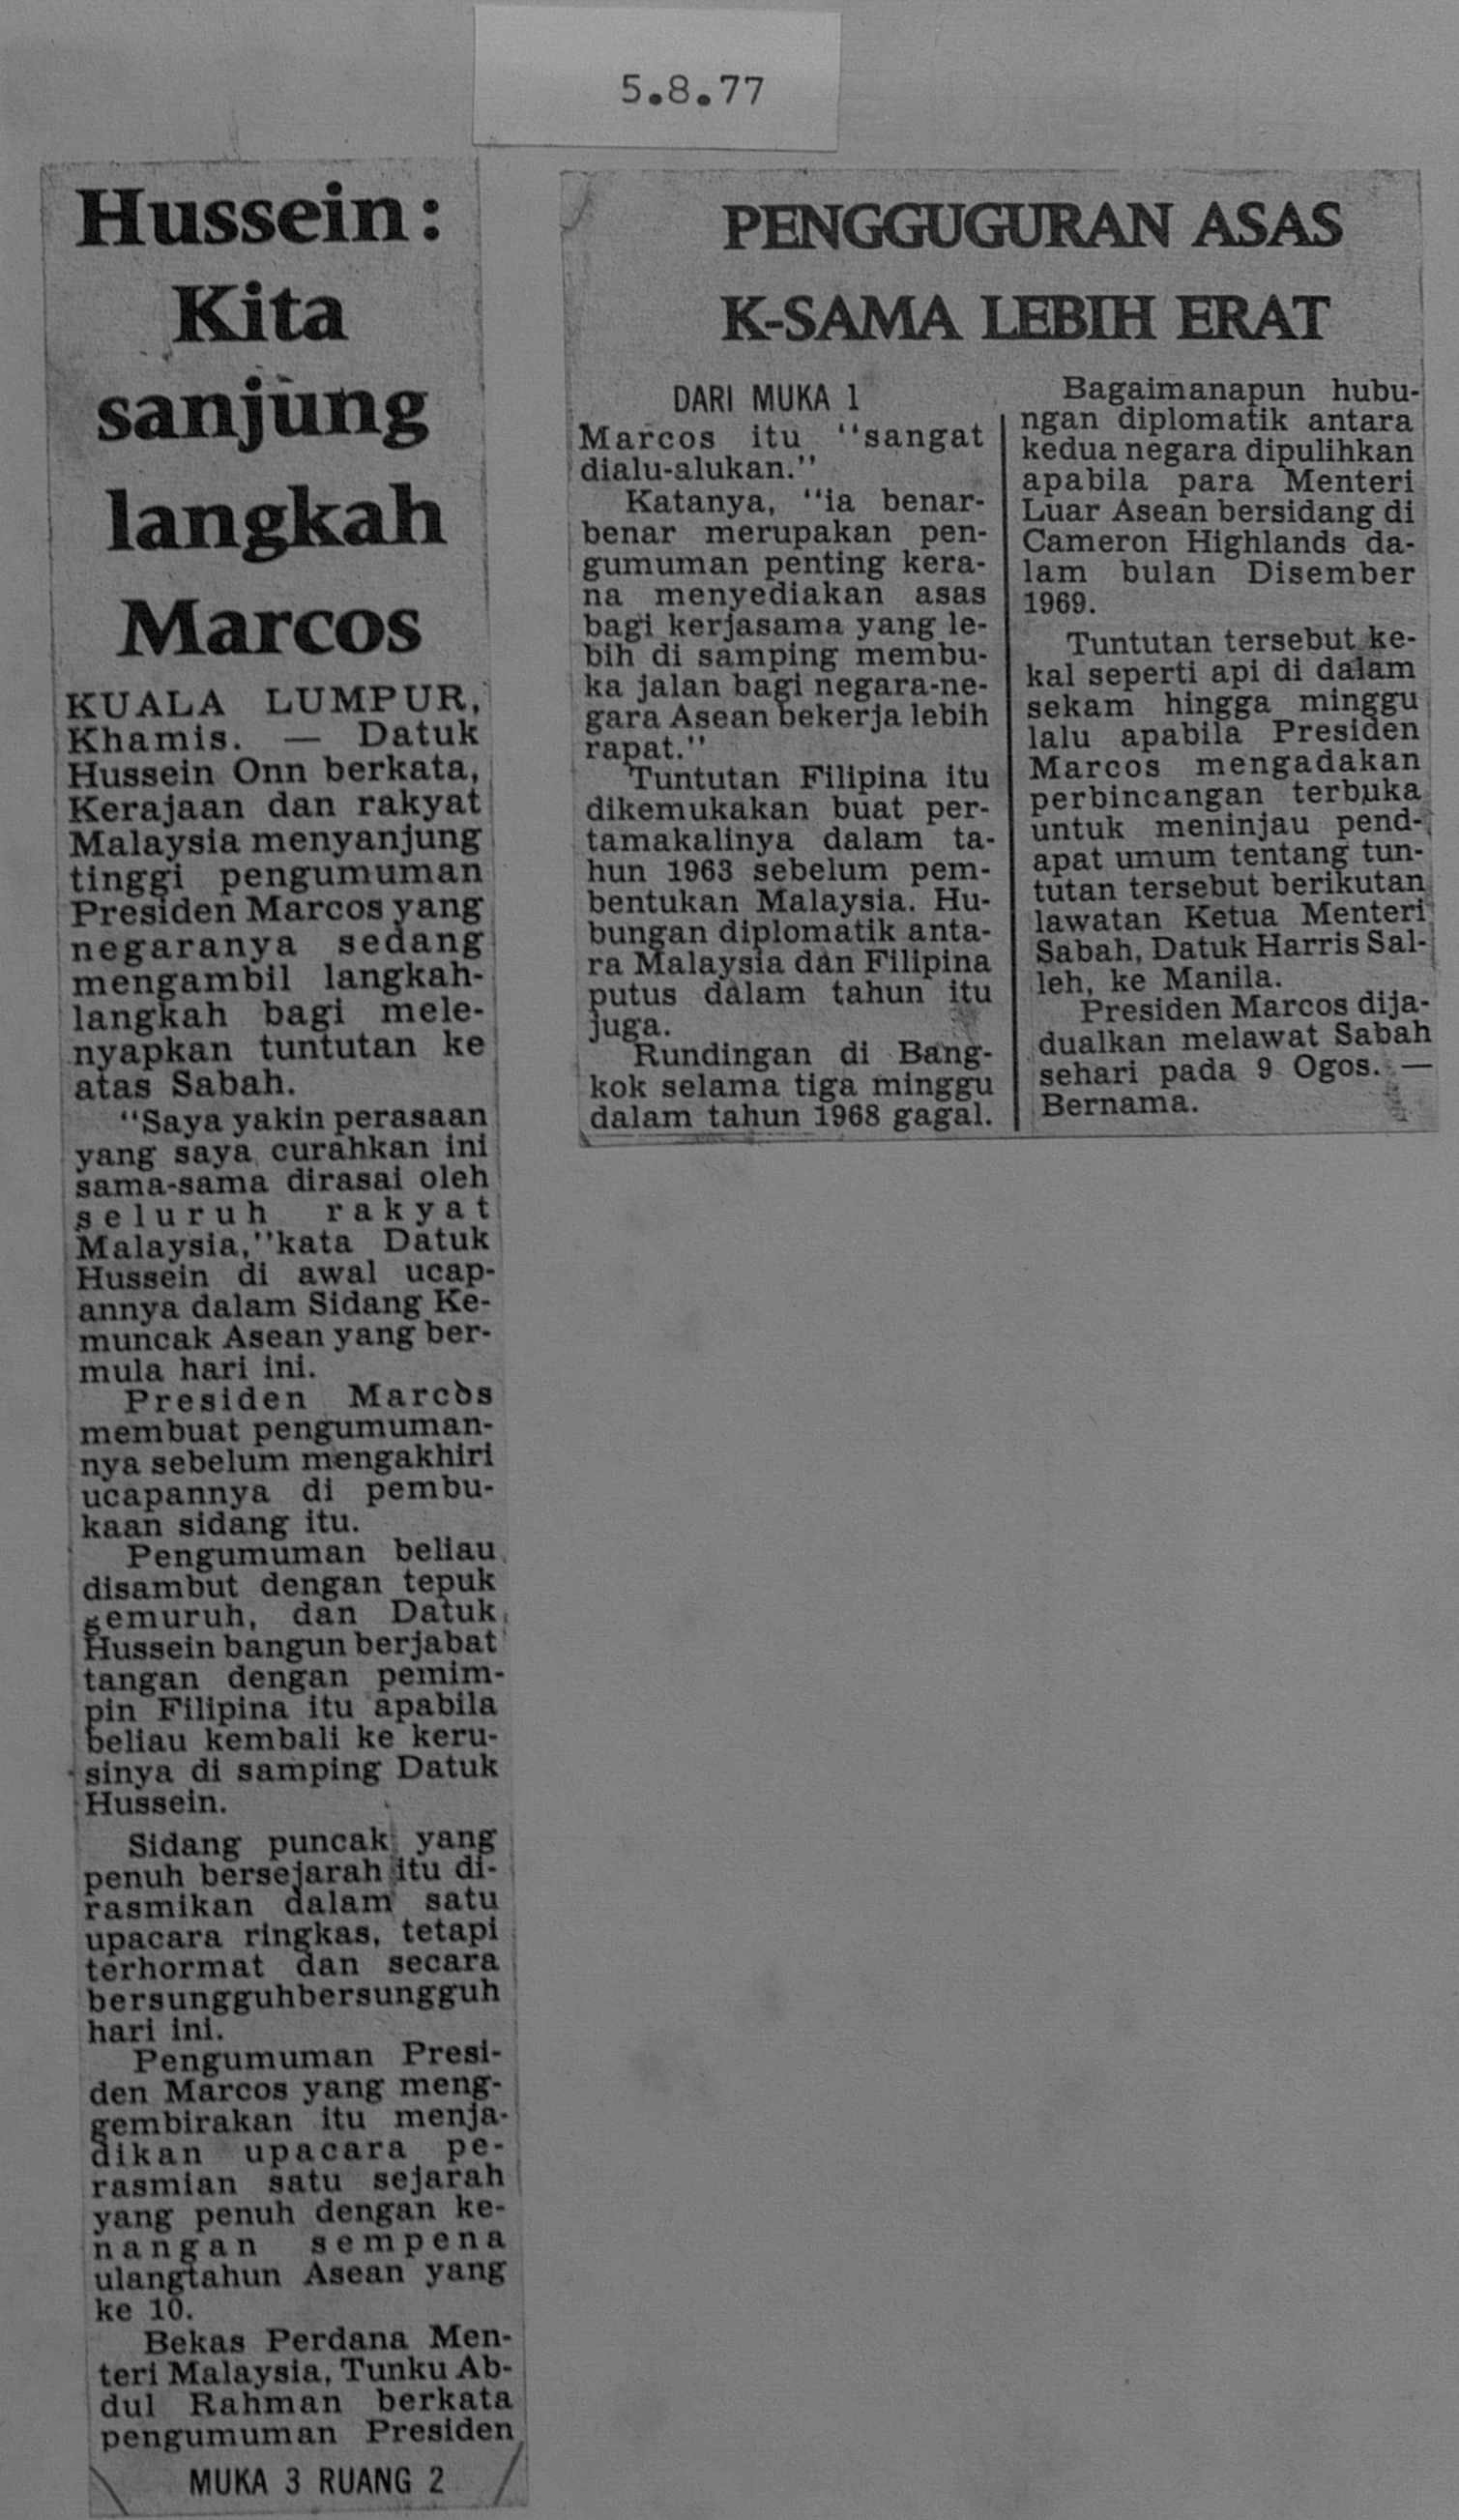 5.8.77
Hussein:
Kita
sanjung
langkah
Marcos
KUALA LUMPUR,
Khamis. — Datuk
Hussein Onn berkata,
Kerajaan dan rakyat
Malaysia menyanjung
tinggi pengumuman
Presiden Marcos yang
negaranya sedang
mengambil langkah-
langkah bagi mele-
nyapkan tuntutan ke
atas Sabah.
"Saya yakin perasaan
yang saya curahkan ini
sama-sama dirasai oleh
seluruh rakyat
Malaysia,"kata Datuk
Hussein di awal ucap-
annya dalam Sidang Ke-
muncak Asean yang ber-
mula hari ini.
Presiden Marcos
membuat pengumuman-
nya sebelum mengakhiri
ucapannya di pembu-
kaan sidang itu.
Pengumuman beliau
disambut dengan tepuk
gemuruh, dan Datuk
Hussein bangun berjabat
tangan dengan pemim-
pin Filipina itu apabila
beliau kembali ke keru-
sinya di samping Datuk
Hussein.
Sidang puncak yang
penuh bersejarah itu di-
rasmikan dalam satu
upacara ringkas, tetapi
terhormat dan secara
bersungguhbersungguh
hari ini.
Pengumuman Presi-
den Marcos yang meng-
gembirakan itu menja-
dikan upacara pe-
rasmian satu sejarah
yang penuh dengan ke-
nangan sempena
ulangtahun Asean yang
ke 10.
Bekas Perdana Men-
teri Malaysia, Tunku Ab-
dul Rahman berkata
pengumuman Presiden
MUKA 3 RUANG 2
PENGGUGURAN ASAS
K-SAMA LEBIH ERAT
DARI MUKA 1
Marcos itu "sangat
dialu-alukan."
Katanya, "ia benar-
benar merupakan pen-
gumuman penting kera-
na menyediakan asas
bagi kerjasama yang le-
bih di samping membu-
ka jalan bagi negara-ne-
gara Asean bekerja lebih
rapat."
Tuntutan Filipina itu
dikemukakan buat per-
tamakalinya dalam ta-
hun 1963 sebelum pem-
bentukan Malaysia. Hu-
bungan diplomatik anta-
ra Malaysia dan Filipina
putus dalam tahun itu
juga.
Rundingan di Bang-
kok selama tiga minggu
dalam tahun 1968 gagal.
Bagaimanapun hubu-
ngan diplomatik antara
kedua negara dipulihkan
apabila para Menteri
Luar Asean bersidang di
Cameron Highlands da-
lam bulan Disember
1969.
Tuntutan tersebut ke-
kal seperti api di dalam
sekam hingga minggu
lalu apabila Presiden
Marcos mengadakan
perbincangan terbuka
untuk meninjau pend-
apat umum tentang tun-
tutan tersebut berikutan
lawatan Ketua Menteri
Sabah, Datuk Harris Sal-
leh, ke Manila.
Presiden Marcos dija-
dualkan melawat Sabah
sehari pada 9 Ogos. —
Bernama.